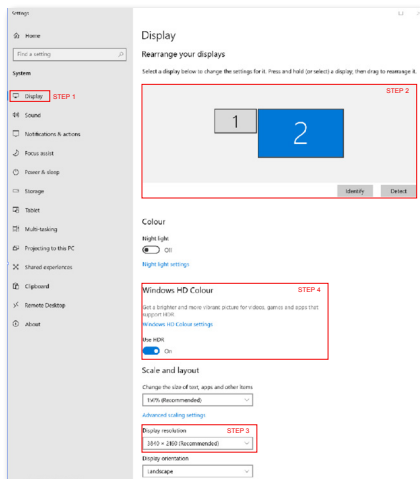 Settings
Home
Find a setting
System
Display STEP 1
Sound
Notifications & actions
Focus assist
Power & sleep
Storage
Tablet
Multi-tasking
Projecting to this PC
Shared experiences
Clipboard
Remote Desktop
About
Display
Rearrange your displays
Select a display below to change the settings for it. Press and hold (or select) a display, then drag to rearrange it.
STEP 2
1
2
Identify Detect
Colour
Night light
Off
Night light settings
Windows HD Colour STEP 4
Get a brighter and more vibrant picture for videos, games and apps that
support HDR.
Windows HD Colour settings
Use HDR
On
Scale and layout
Change the size of text, apps and other items
(Recommended)
Advanced scaling settings
Display resolution STEP 3
3840 × 2160 (Recommended)
Display orientation
Landscape